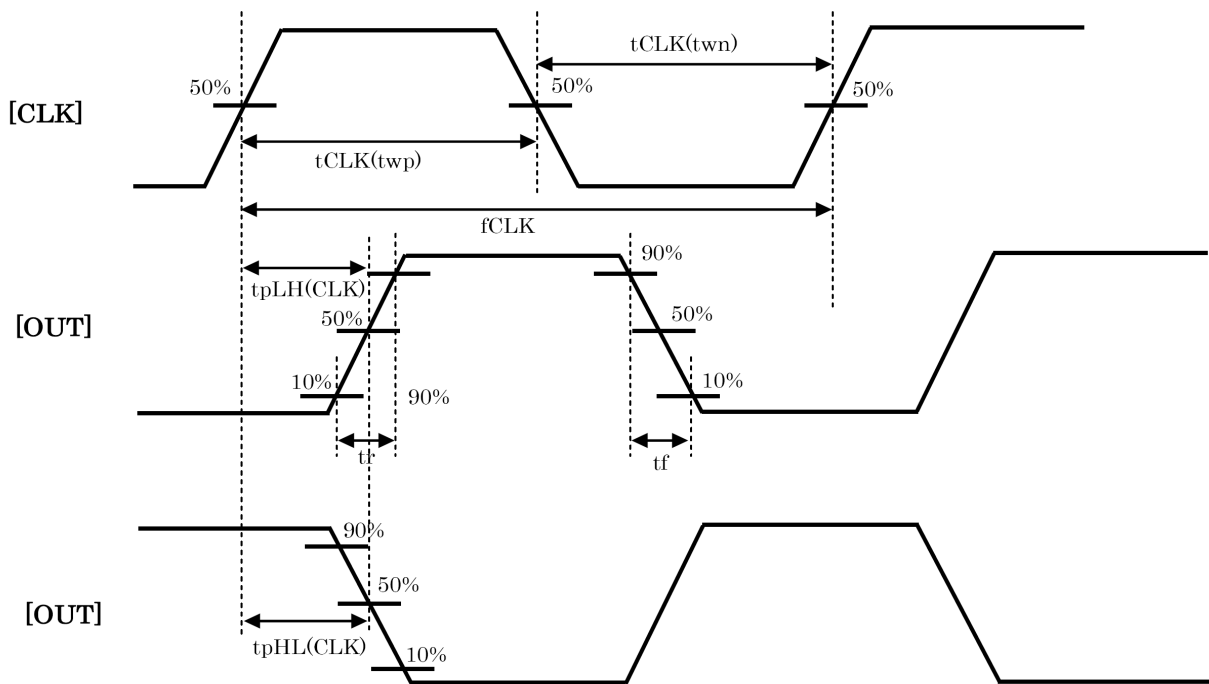 tCLK(twn)
50%
50%
50%
[CLK]
tCLK(twp)
fCLK
90%
tpLH(CLK)
50%
50%
[OUT]
10%
10%
90%
tr
tf
90%
50%
[OUT]
tpHL(CLK)
10%